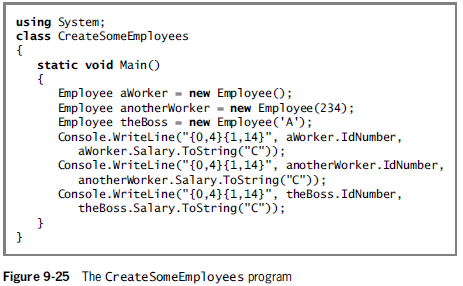 using System;
class CreateSomeEmployees
{
   static void Main()
   {
      Employee aWorker = new Employee();
      Employee anotherWorker = new Employee(234);
      Employee theBoss = new Employee('A');
      Console.WriteLine("{0,4}{1,14}", aWorker.IdNumber,
         aWorker.Salary.ToString("C"));
      Console.WriteLine("{0,4}{1,14}", anotherWorker.IdNumber,
         anotherWorker.Salary.ToString("C"));
      Console.WriteLine("{0,4}{1,14}", theBoss.IdNumber,
         theBoss.Salary.ToString("C"));
   }
}
Figure 9-25 The CreateSomeEmployees program